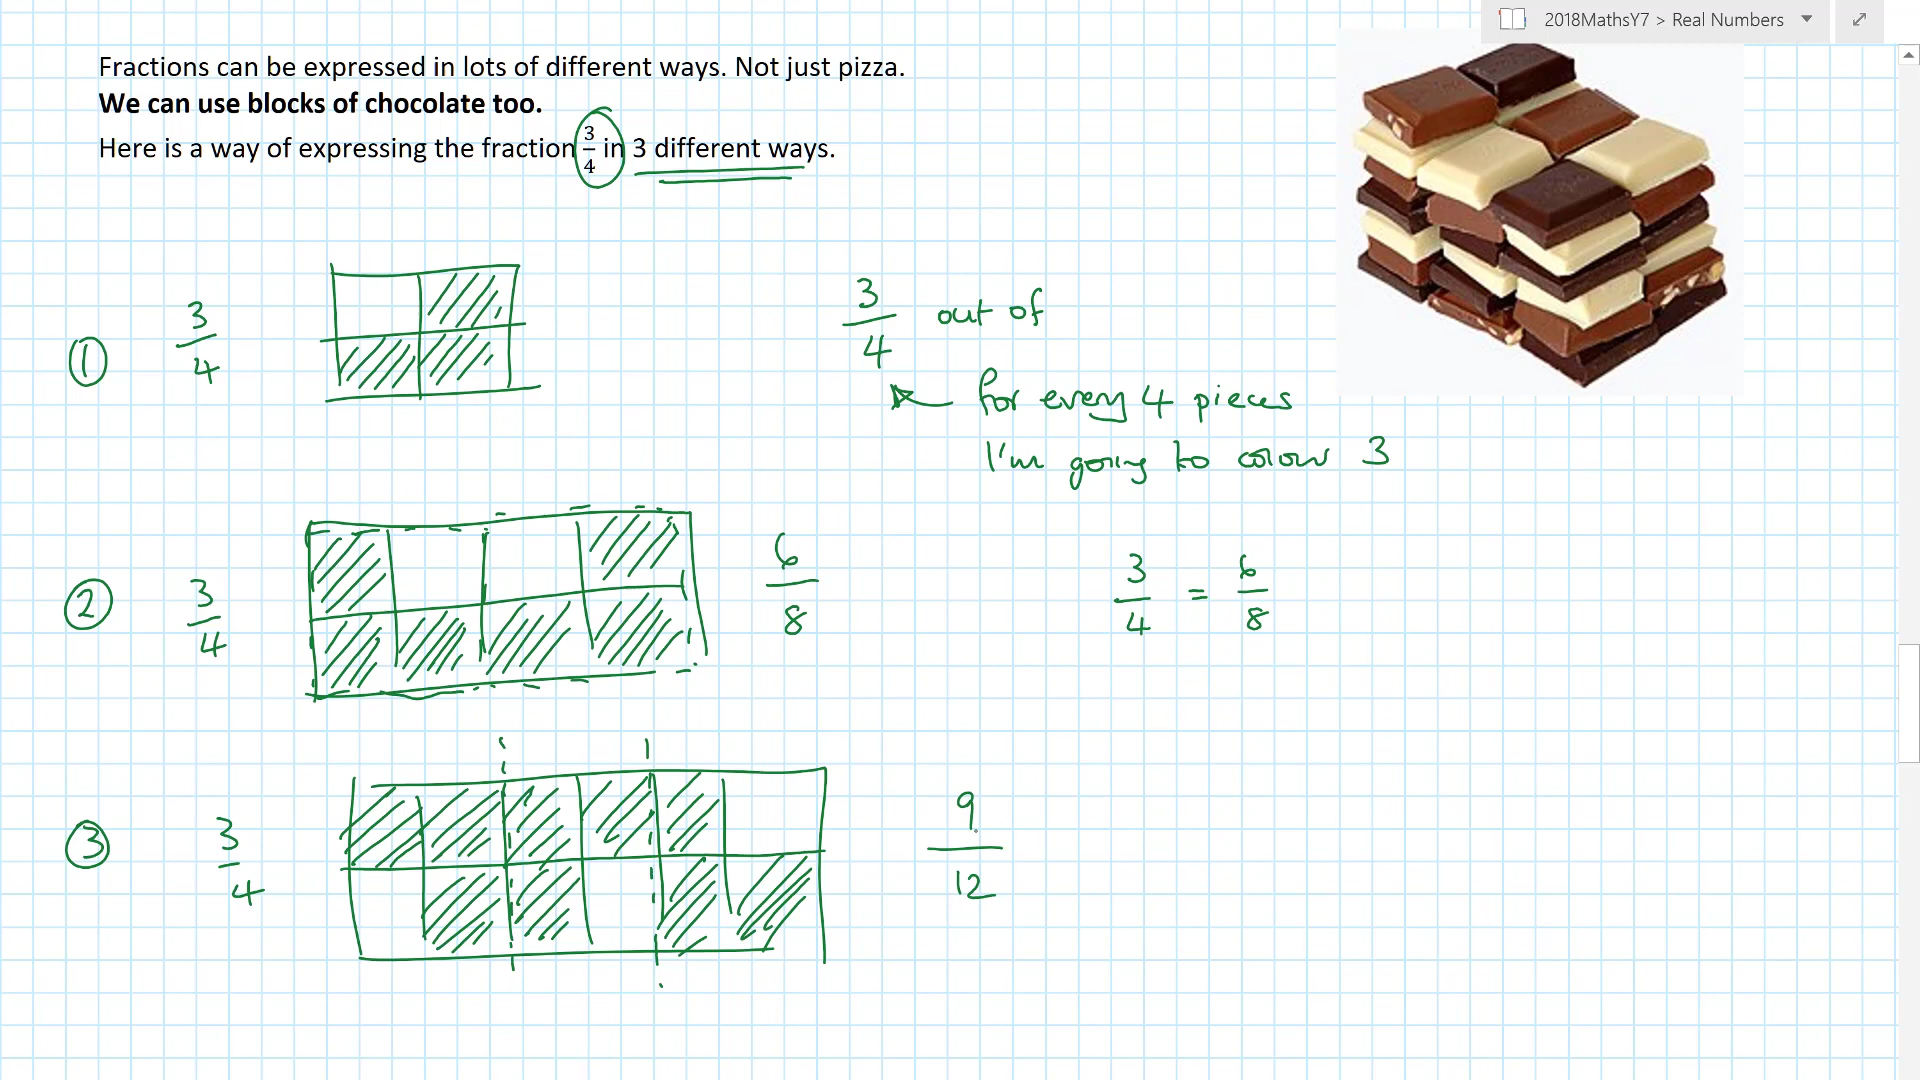 2018MathsY7 > Real Numbers
Fractions can be expressed in lots of different ways. Not just pizza.
We can use blocks of chocolate too.
Here is a way of expressing the fraction 3/4 in 3 different ways.
① 3/4
3/4 out of
for every 4 pieces
I'm going to colour 3
② 3/4 6/8 3/4 = 6/8
③ 3/4 9/12